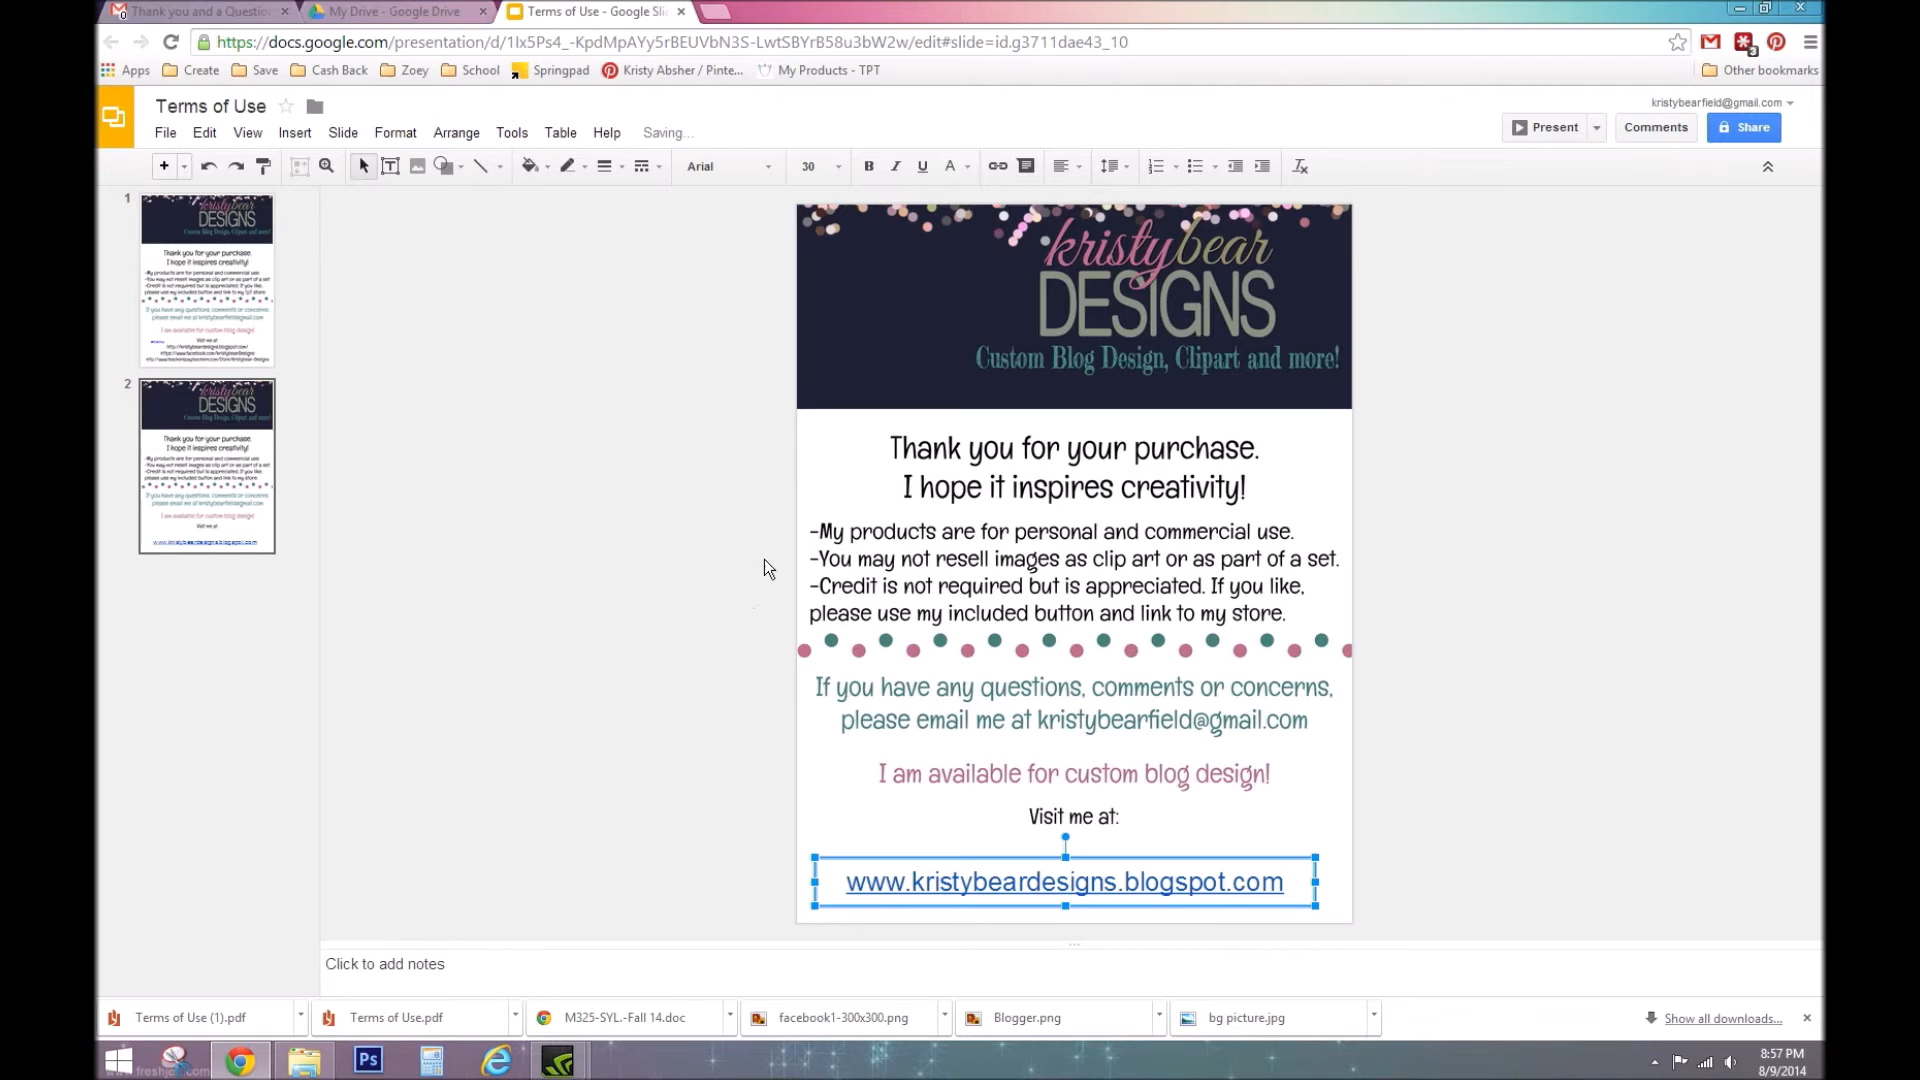 Thank you and a Question
My Drive - Google Drive
Terms of Use - Google Sli
https://docs.google.com/presentation/d/1Ix5Ps4_-KpdMpAYy5rBEUVbN3S-LwtSBYrB58u3bW2w/edit#slide=id.g3711dae43_10
Apps Create Save Cash Back Zoey School Springpad Kristy Absher / Pinte... My Products - TPT Other bookmarks
Terms of Use
kristybearfield@gmail.com
File Edit View Insert Slide Format Arrange Tools Table Help Saving...
Present Comments Share
Arial 30 B I U A
1
2
kristybear
DESIGNS
Custom Blog Design, Clipart and more!
Thank you for your purchase.
I hope it inspires creativity!
-My products are for personal and commercial use.
-You may not resell images as clip art or as part of a set.
-Credit is not required but is appreciated. If you like,
please use my included button and link to my store.
If you have any questions, comments or concerns,
please email me at kristybearfield@gmail.com
I am available for custom blog design!
Visit me at:
www.kristybeardesigns.blogspot.com
Click to add notes
Terms of Use (1).pdf
Terms of Use.pdf
M325-SYL.-Fall 14.doc
facebook1-300x300.png
Blogger.png
bg picture.jpg
Show all downloads...
Ps
8:57 PM
8/9/2014